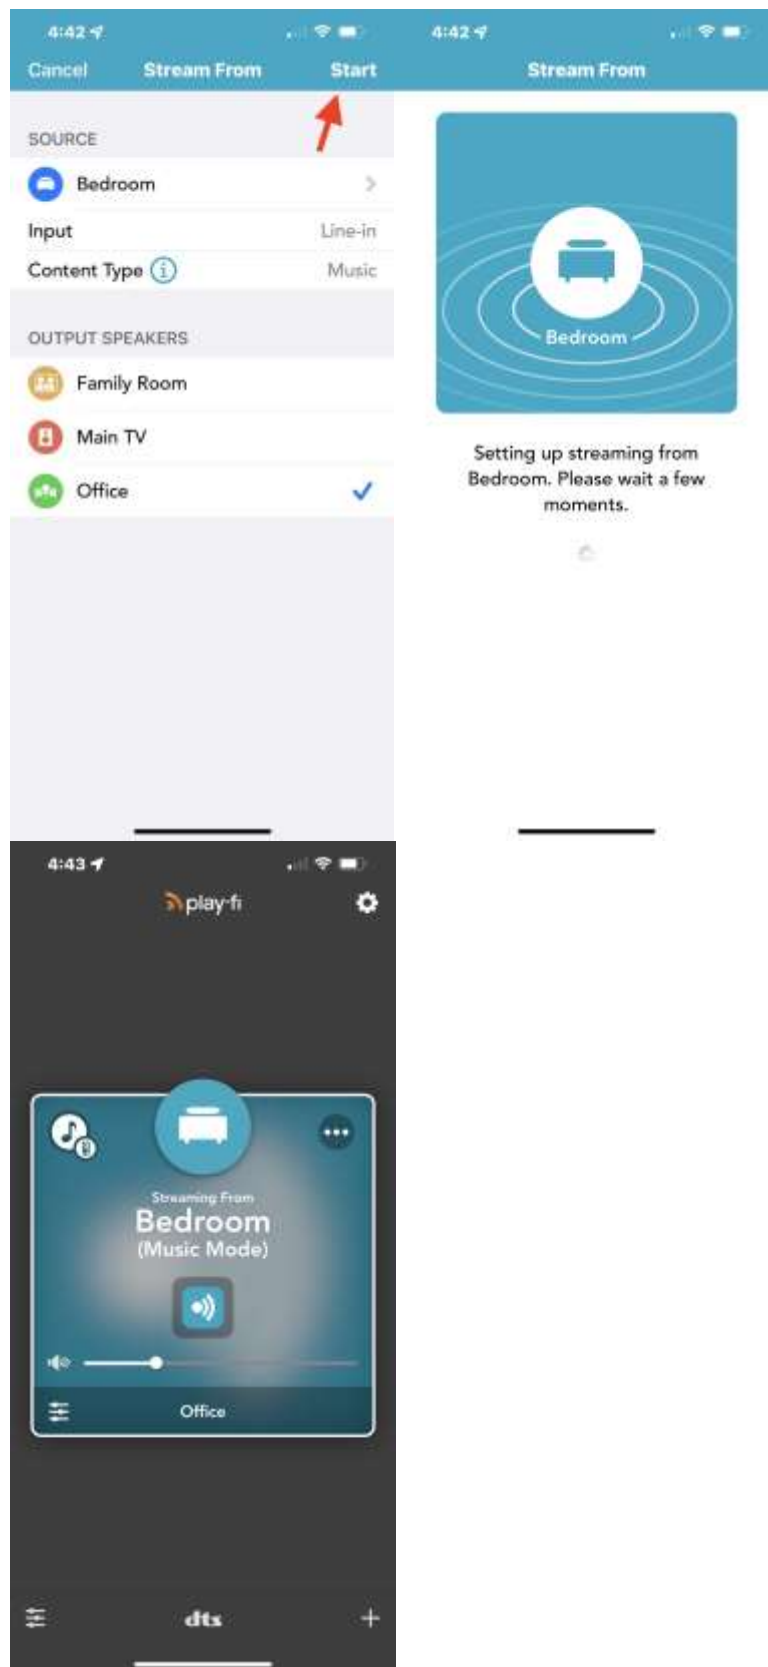 4:42
Cancel Stream From Start
SOURCE
Bedroom
Input Line-in
Content Type i Music
OUTPUT SPEAKERS
Family Room
Main TV
Office
4:42
Stream From
Bedroom
Setting up streaming from
Bedroom. Please wait a few
moments.
4:43
play-fi
Streaming From
Bedroom
(Music Mode)
Office
dts